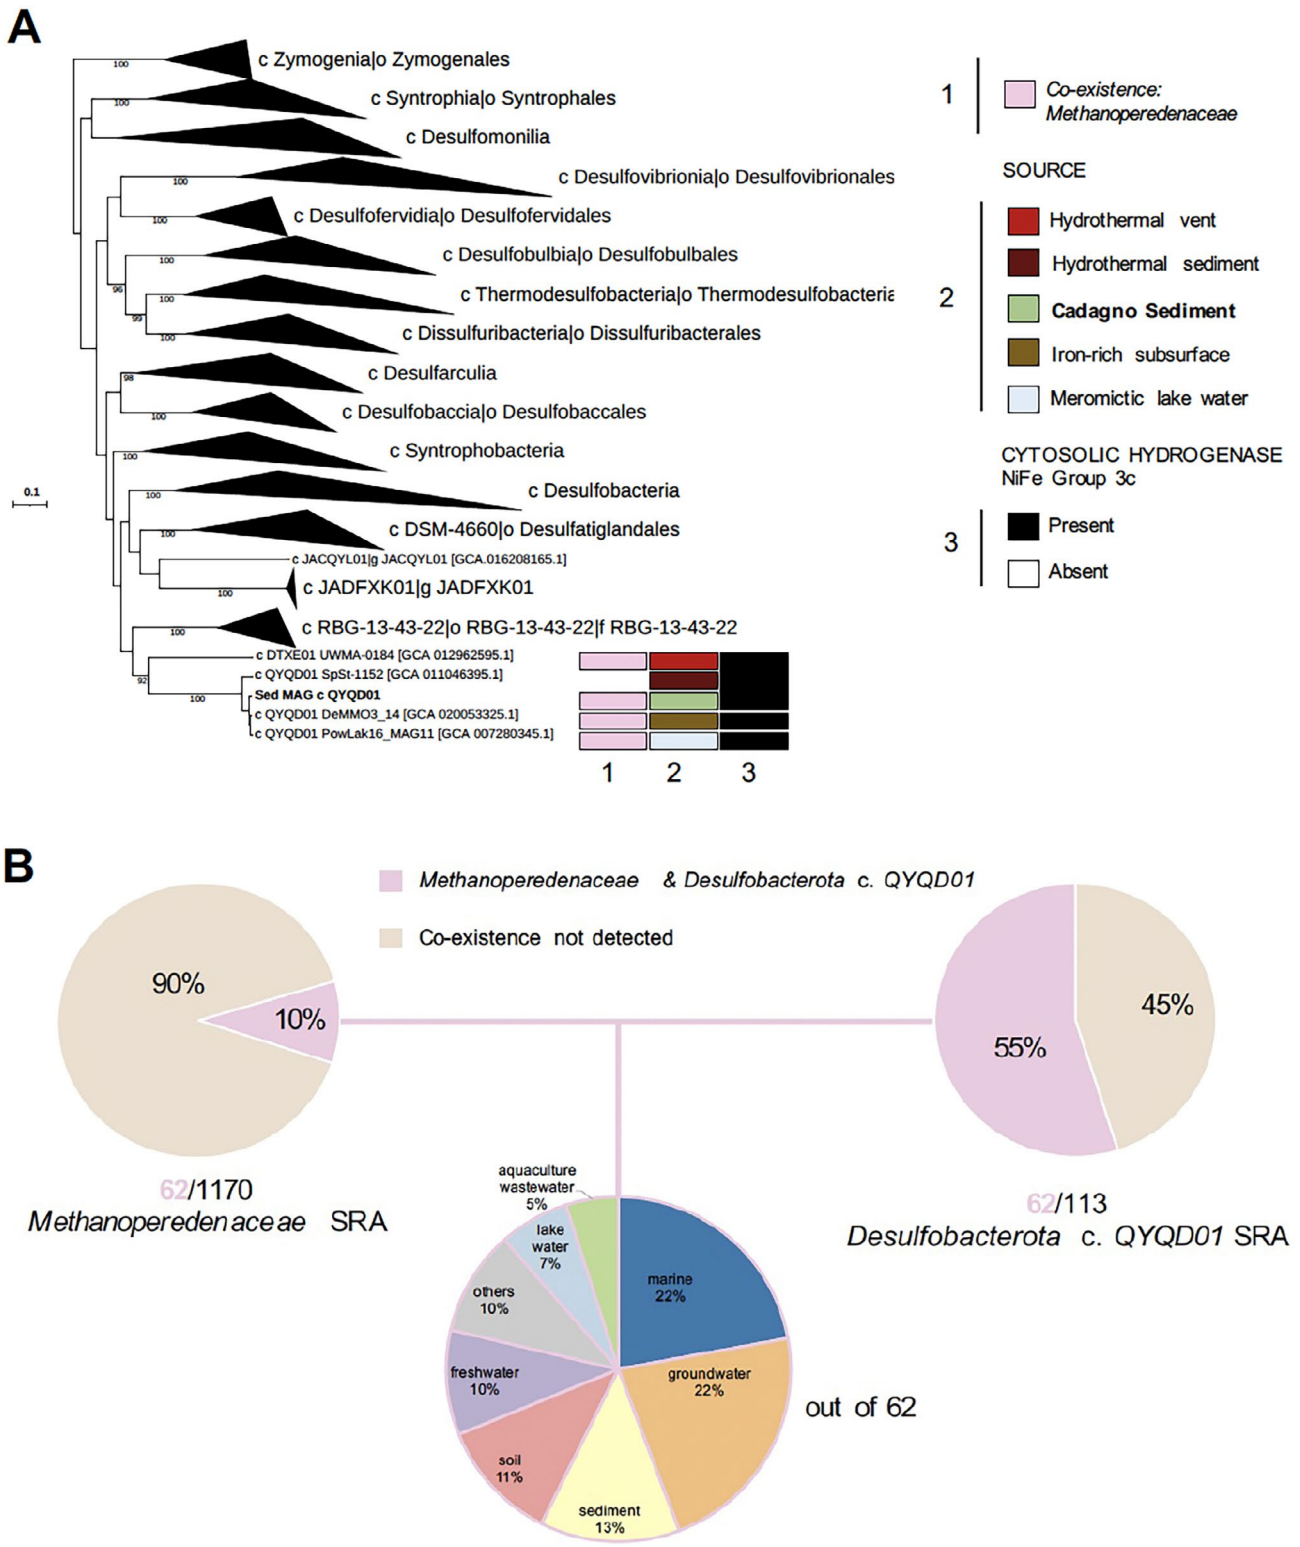 A
100
c Zymogenia|o Zymogenales
100
c Syntrophia|o Syntrophales
c Desulfomonilia
100
c Desulfovibrionia|o Desulfovibrionales
100
c Desulfofervidia|o Desulfofervidales
100
c Desulfobulbia|o Desulfobulbales
96
100
c Thermodesulfobacteria|o Thermodesulfobacteria
99
100
c Dissulfuribacteria|o Dissulfuribacterales
98
c Desulfarculia
100
c Desulfobaccia|o Desulfobaccales
100
c Syntrophobacteria
100
c Desulfobacteria
100
c DSM-4660|o Desulfatiglandales
c JACQYL01|g JACQYL01 [GCA.016208165.1]
100
c JADFXK01|g JADFXK01
100
c RBG-13-43-22|o RBG-13-43-22|f RBG-13-43-22
c DTXE01 UWMA-0184 [GCA 012962595.1]
92
c QYQD01 SpSt-1152 [GCA 011046395.1]
100
Sed MAG c QYQD01
c QYQD01 DeMMO3_14 [GCA 020053325.1]
c QYQD01 PowLak16_MAG11 [GCA 007280345.1]
1 2 3
0.1
1
Co-existence:
Methanoperedenaceae
SOURCE
2
Hydrothermal vent
Hydrothermal sediment
Cadagno Sediment
Iron-rich subsurface
Meromictic lake water
CYTOSOLIC HYDROGENASE
NiFe Group 3c
3
Present
Absent
B
Methanoperedenaceae & Desulfobacterota c. QYQD01
Co-existence not detected
90%
10%
62/1170
Methanoperedenaceae SRA
45%
55%
62/113
Desulfobacterota c. QYQD01 SRA
aquaculture
wastewater
5%
lake
water
7%
others
10%
freshwater
10%
soil
11%
sediment
13%
groundwater
22%
marine
22%
out of 62